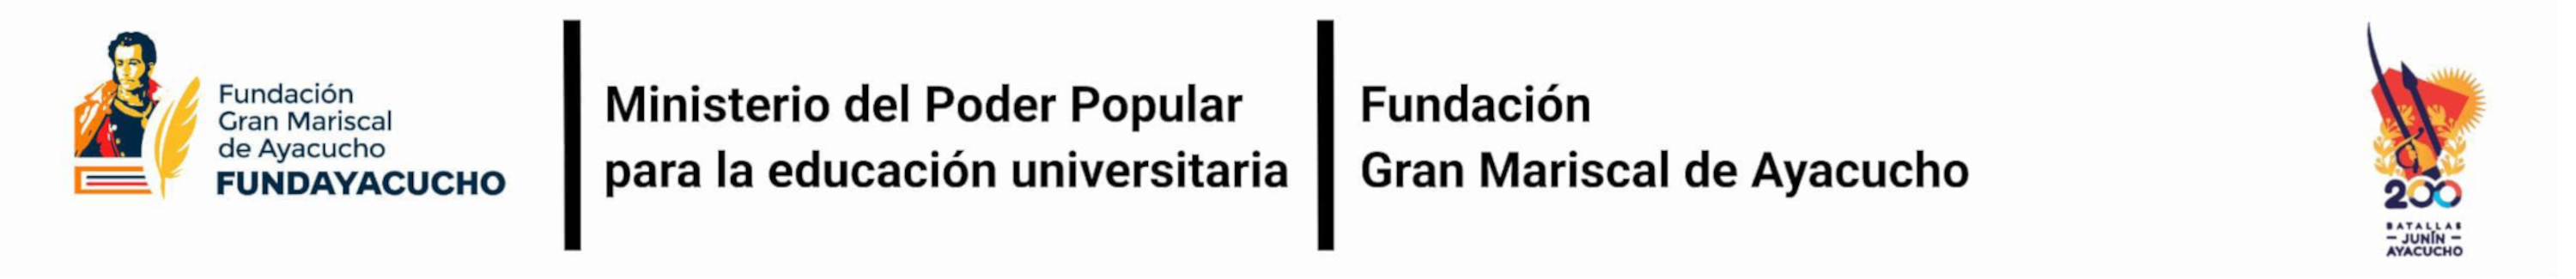 Fundación
Gran Mariscal
de Ayacucho
FUNDAYACUCHO
Ministerio del Poder Popular
para la educación universitaria
Fundación
Gran Mariscal de Ayacucho
200
BATALLAS
– JUNÍN –
AYACUCHO